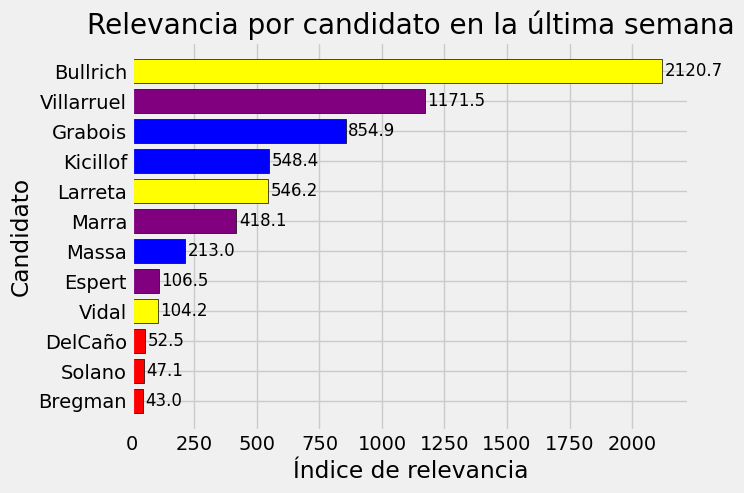 Relevancia por candidato en la última semana
Candidato
Bullrich 2120.7
Villarruel 1171.5
Grabois 854.9
Kicillof 548.4
Larreta 546.2
Marra 418.1
Massa 213.0
Espert 106.5
Vidal 104.2
DelCaño 52.5
Solano 47.1
Bregman 43.0
0 250 500 750 1000 1250 1500 1750 2000
Índice de relevancia